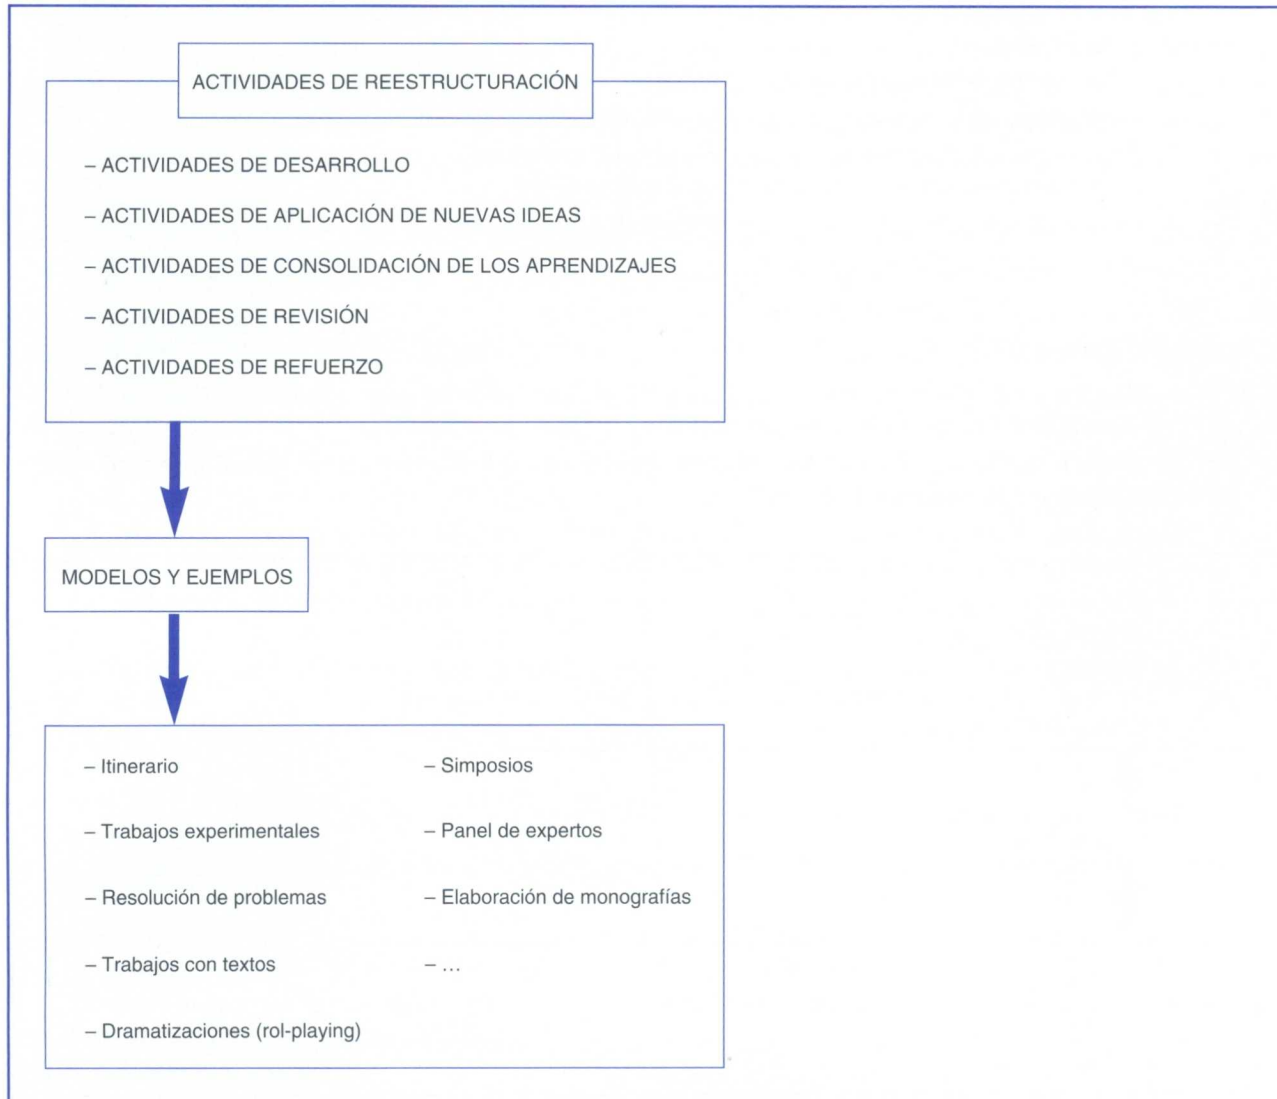 ACTIVIDADES DE REESTRUCTURACIÓN
– ACTIVIDADES DE DESARROLLO
– ACTIVIDADES DE APLICACIÓN DE NUEVAS IDEAS
– ACTIVIDADES DE CONSOLIDACIÓN DE LOS APRENDIZAJES
– ACTIVIDADES DE REVISIÓN
– ACTIVIDADES DE REFUERZO
MODELOS Y EJEMPLOS
– Itinerario
– Trabajos experimentales
– Resolución de problemas
– Trabajos con textos
– Dramatizaciones (rol-playing)
– Simposios
– Panel de expertos
– Elaboración de monografías
– …